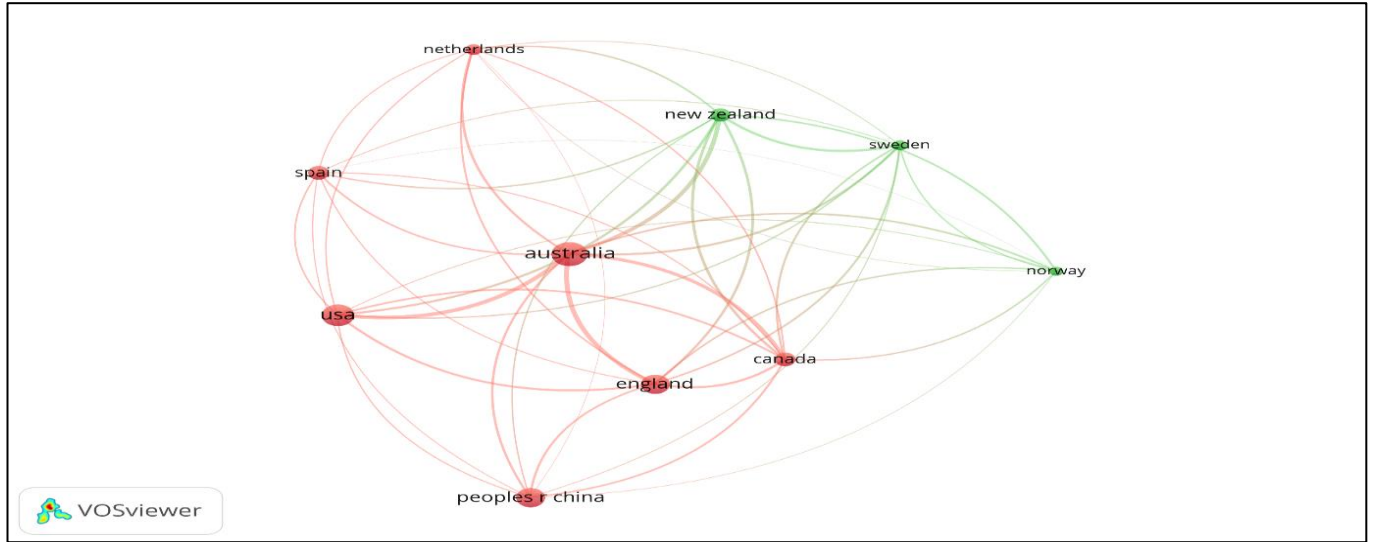 netherlands
new zealand
sweden
spain
australia
norway
usa
canada
england
peoples r china
VOSviewer